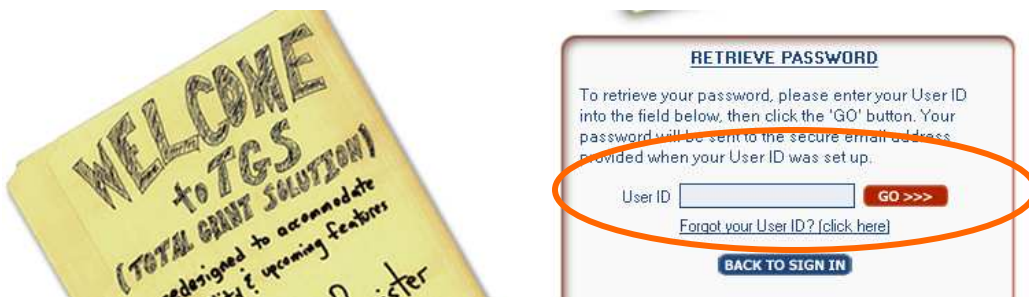 WELCOME
to TGS
(TOTAL GRANT SOLUTION)
redesigned to accommodate
& upcoming features
RETRIEVE PASSWORD
To retrieve your password, please enter your User ID
into the field below, then click the 'GO' button. Your
password will be sent to the secure email address
provided when your User ID was set up.
User ID GO >>>
Forgot your User ID? (click here)
BACK TO SIGN IN